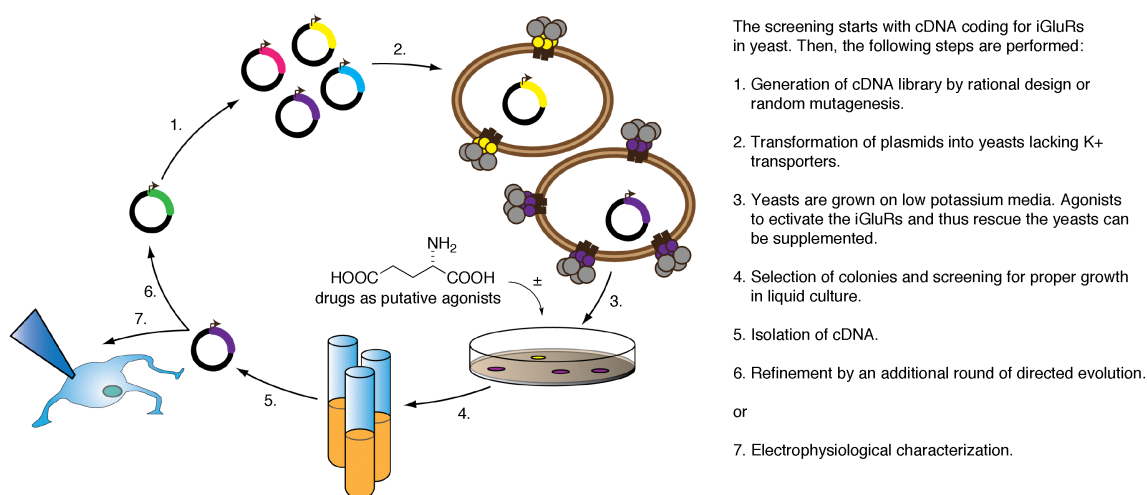 1.
2.
NH2
HOOC
COOH
drugs as putative agonists
±
3.
6.
7.
5.
4.
The screening starts with cDNA coding for iGluRs
in yeast. Then, the following steps are performed:
1. Generation of cDNA library by rational design or
random mutagenesis.
2. Transformation of plasmids into yeasts lacking K+
transporters.
3. Yeasts are grown on low potassium media. Agonists
to ectivate the iGluRs and thus rescue the yeasts can
be supplemented.
4. Selection of colonies and screening for proper growth
in liquid culture.
5. Isolation of cDNA.
6. Refinement by an additional round of directed evolution.
or
7. Electrophysiological characterization.